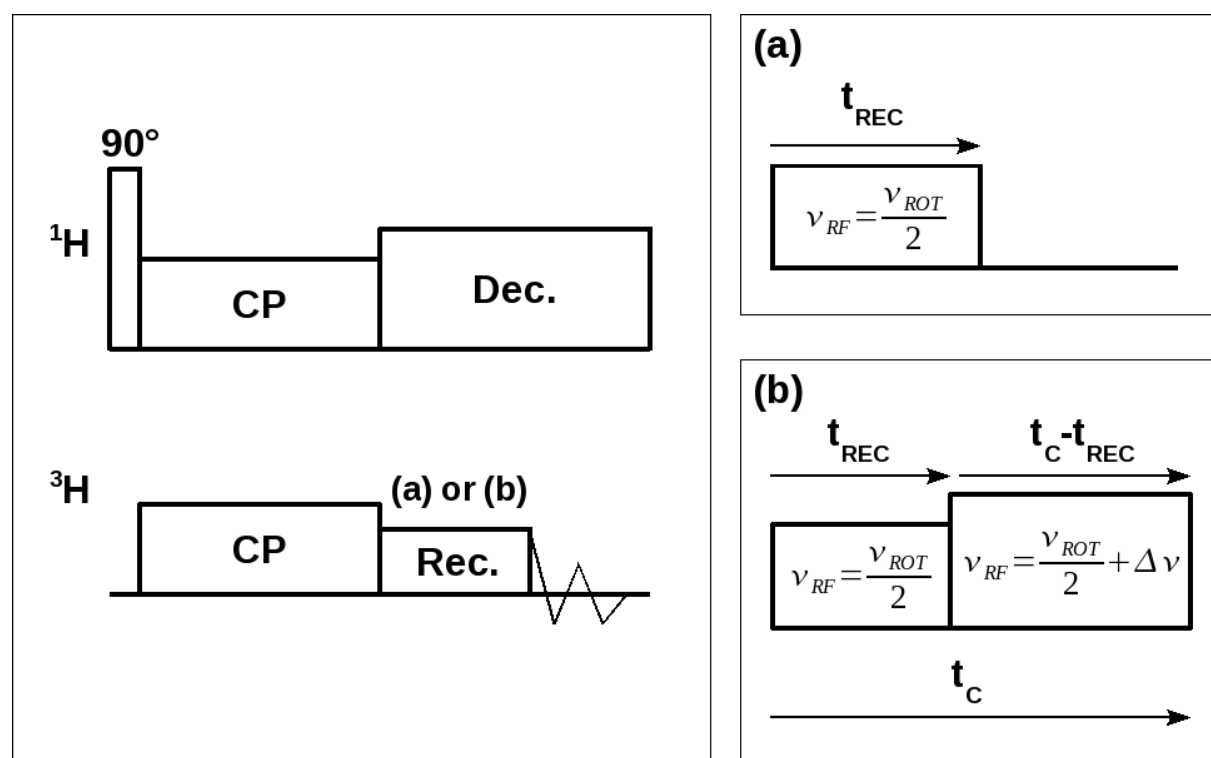 90°
¹H
CP
Dec.
³H
(a) or (b)
CP
Rec.
(a)
t_REC
ν_RF = ν_ROT / 2
(b)
t_REC
t_C-t_REC
ν_RF = ν_ROT / 2
ν_RF = ν_ROT / 2 + Δν
t_C